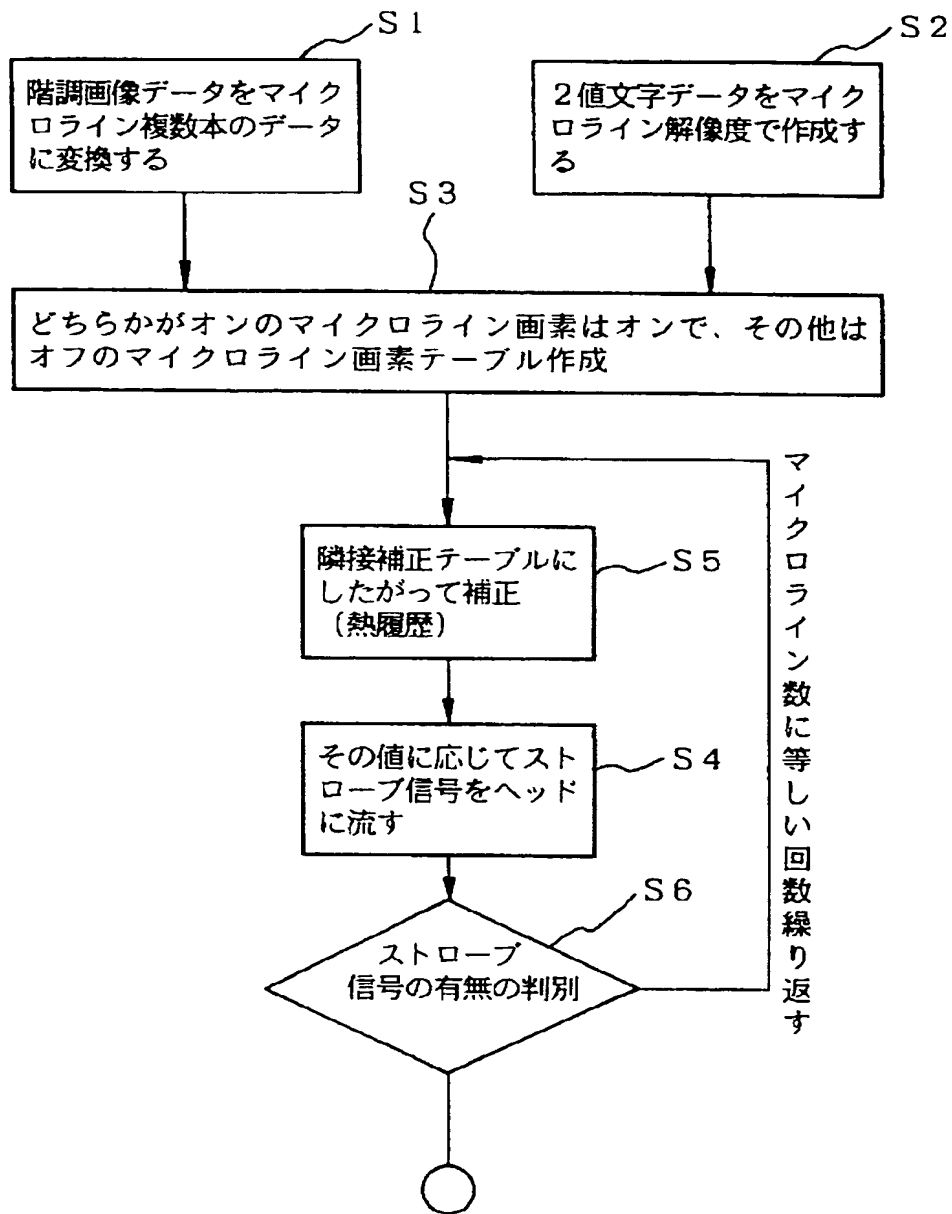 S1
階調画像データをマイク
ロライン複数本のデータ
に変換する
S2
2値文字データをマイク
ロライン解像度で作成す
る
S3
どちらかがオンのマイクロライン画素はオンで、その他は
オフのマイクロライン画素テーブル作成
マイクロライン数に等しい回数繰り返す
隣接補正テーブルに
したがって補正
(熱履歴)
S5
その値に応じてスト
ローブ信号をヘッド
に流す
S4
S6
ストローブ
信号の有無の判別